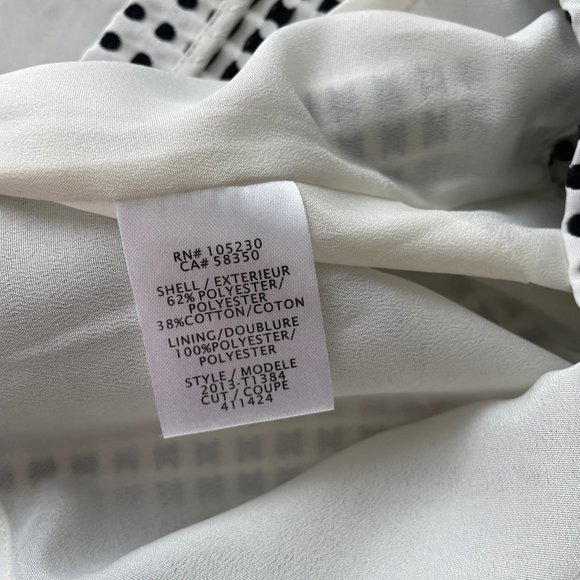 RN# 105230
CA# 58350
SHELL / EXTERIEUR
62% POLYESTER/
POLYESTER
38%COTTON/COTON
LINING/DOUBLURE
100%POLYESTER/
POLYESTER
STYLE / MODELE
2013-T1384
CUT / COUPE
411424